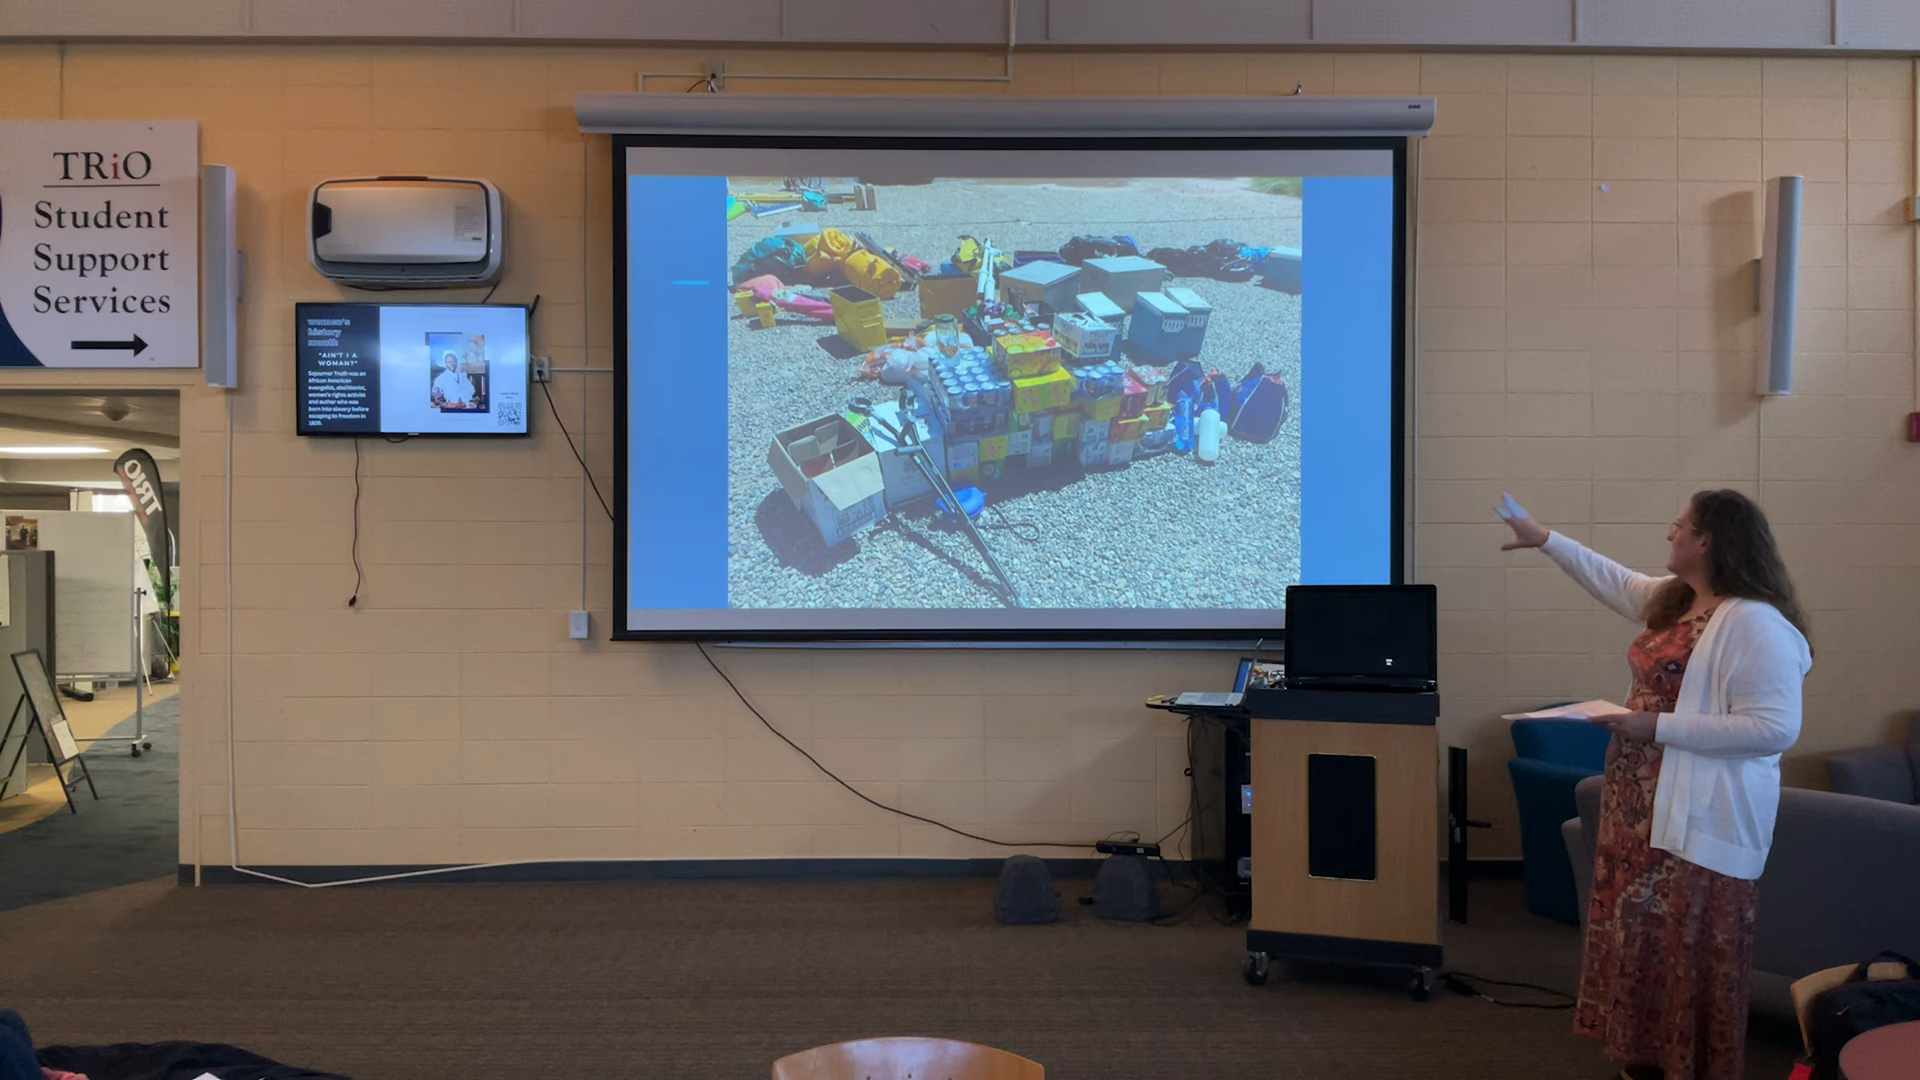 TRiO
Student
Support
Services
women's
history
month
"AIN'T I A
WOMAN?"
Sojourner Truth was an
African American
evangelist, abolitionist,
women's rights activist
and author who was
born into slavery before
escaping to freedom in
1826.
TRIO